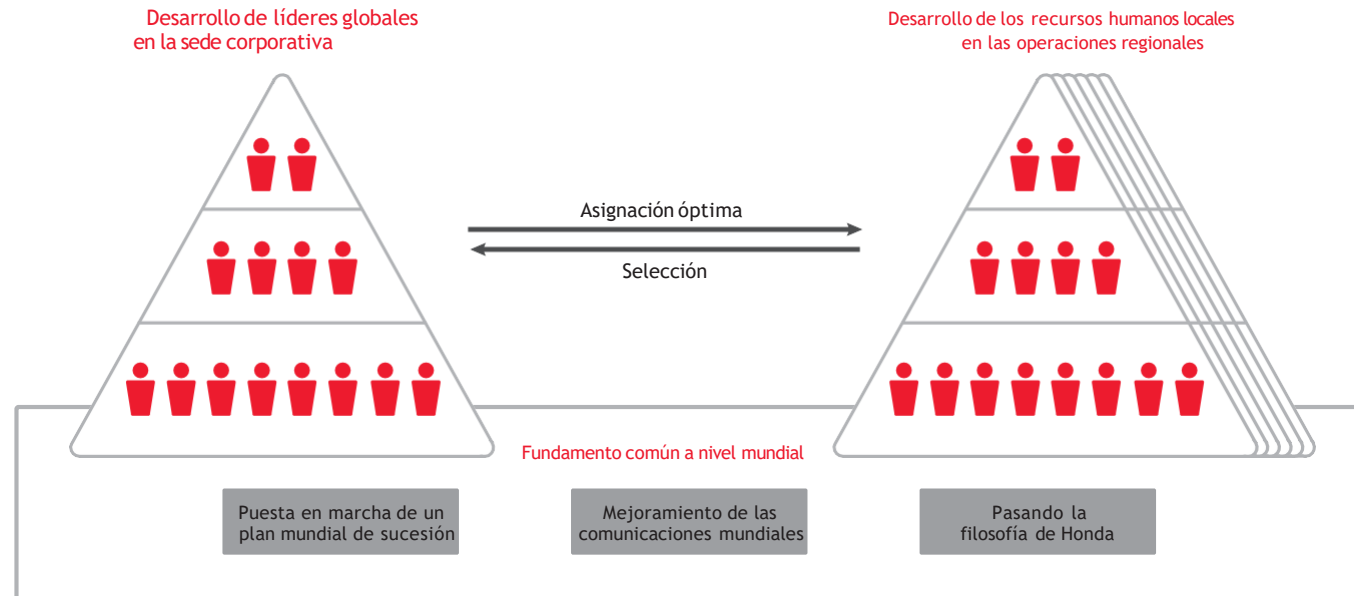 Desarrollo de líderes globales
en la sede corporativa
Desarrollo de los recursos humanos locales
en las operaciones regionales
Asignación óptima
Selección
Fundamento común a nivel mundial
Puesta en marcha de un
plan mundial de sucesión
Mejoramiento de las
comunicaciones mundiales
Pasando la
filosofía de Honda